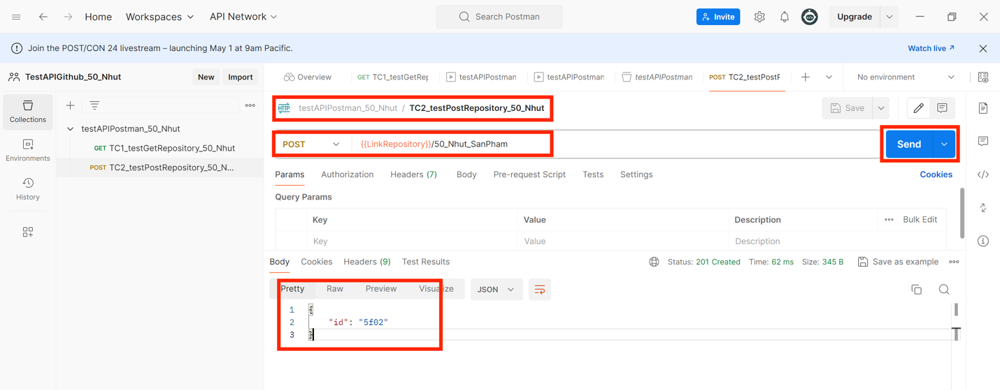 Home Workspaces API Network Search Postman Invite Upgrade
Join the POST/CON 24 livestream – launching May 1 at 9am Pacific. Watch live
TestAPIGithub_50_Nhut New Import Overview GET TC1_testGetRep testAPIPostman testAPIPostman testAPIPostman POST TC2_testPostF No environment
HTTP testAPIPostman_50_Nhut / TC2_testPostRepository_50_Nhut Save
Collections
testAPIPostman_50_Nhut
GET TC1_testGetRepository_50_Nhut
POST TC2_testPostRepository_50_N...
Environments
History
POST {{LinkRepository}}/50_Nhut_SanPham Send
Params Authorization Headers (7) Body Pre-request Script Tests Settings Cookies
Query Params
Key Value Description Bulk Edit
Key Value Description
Body Cookies Headers (9) Test Results Status: 201 Created Time: 62 ms Size: 345 B Save as example
Pretty Raw Preview Visualize JSON
1 {
2 "id": "5f02"
3 }